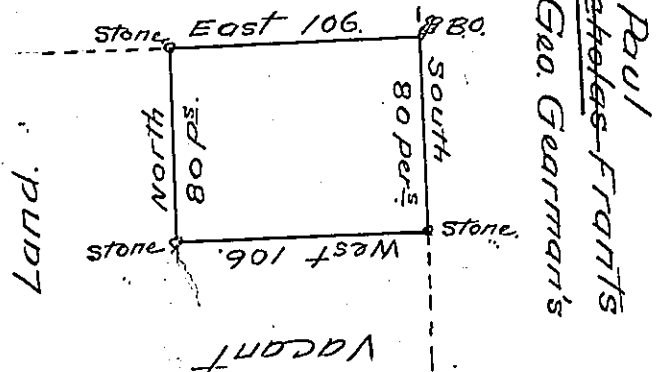 Stone
East 106.
B.O.
South
80 pers.
Stone.
West 106.
Stone
North
80 ps.
Land.
Vacant
Paul
Frants
Geo. Gearman's